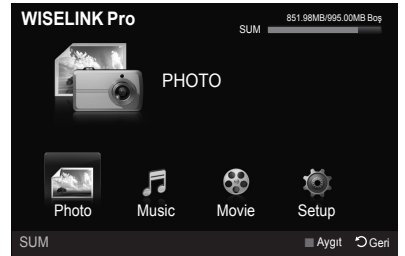 WISELINK Pro
851.98MB/995.00MB Boş
SUM
PHOTO
Photo Music Movie Setup
SUM Aygıt Geri